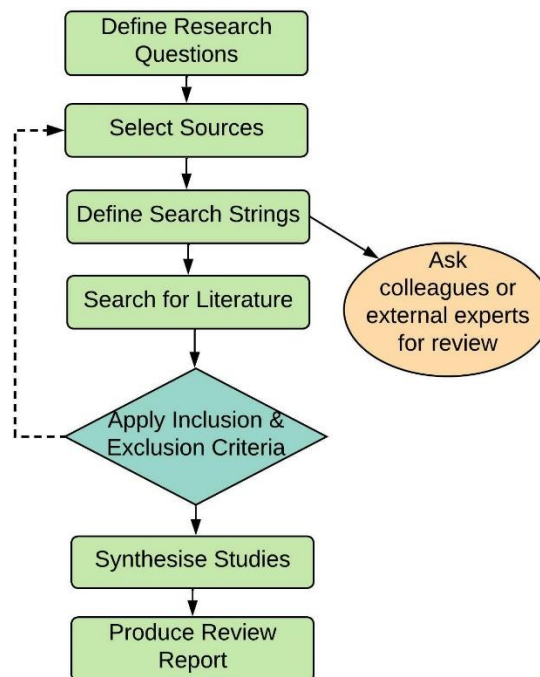 Define Research
Questions
Select Sources
Define Search Strings
Ask
colleagues or
external experts
for review
Search for Literature
Apply Inclusion &
Exclusion Criteria
Synthesise Studies
Produce Review
Report